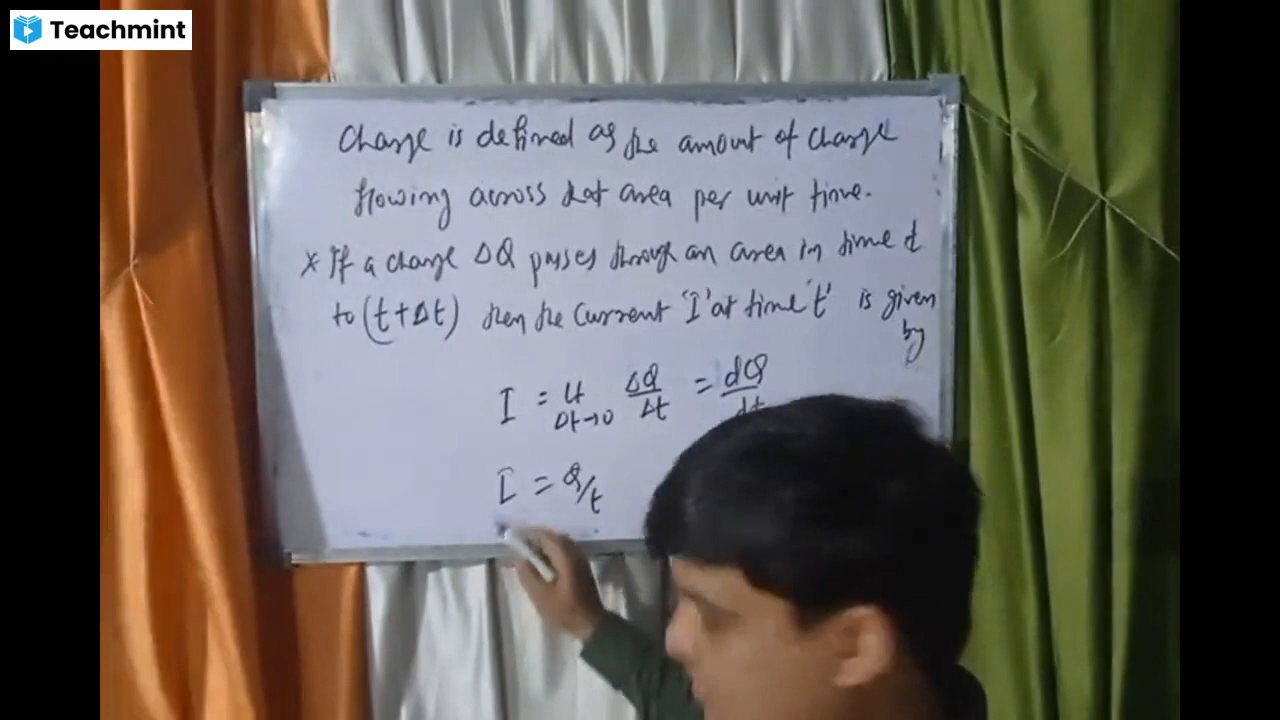 Teachmint
Charge is defined as the amount of charge
flowing across that area per unit time.
* If a charge ΔQ passes through an area in time t
to (t+Δt) then the current 'I' at time 't' is given
by
I = Lt ΔQ/Δt = dQ/dt
Δt→0
I = Q/t